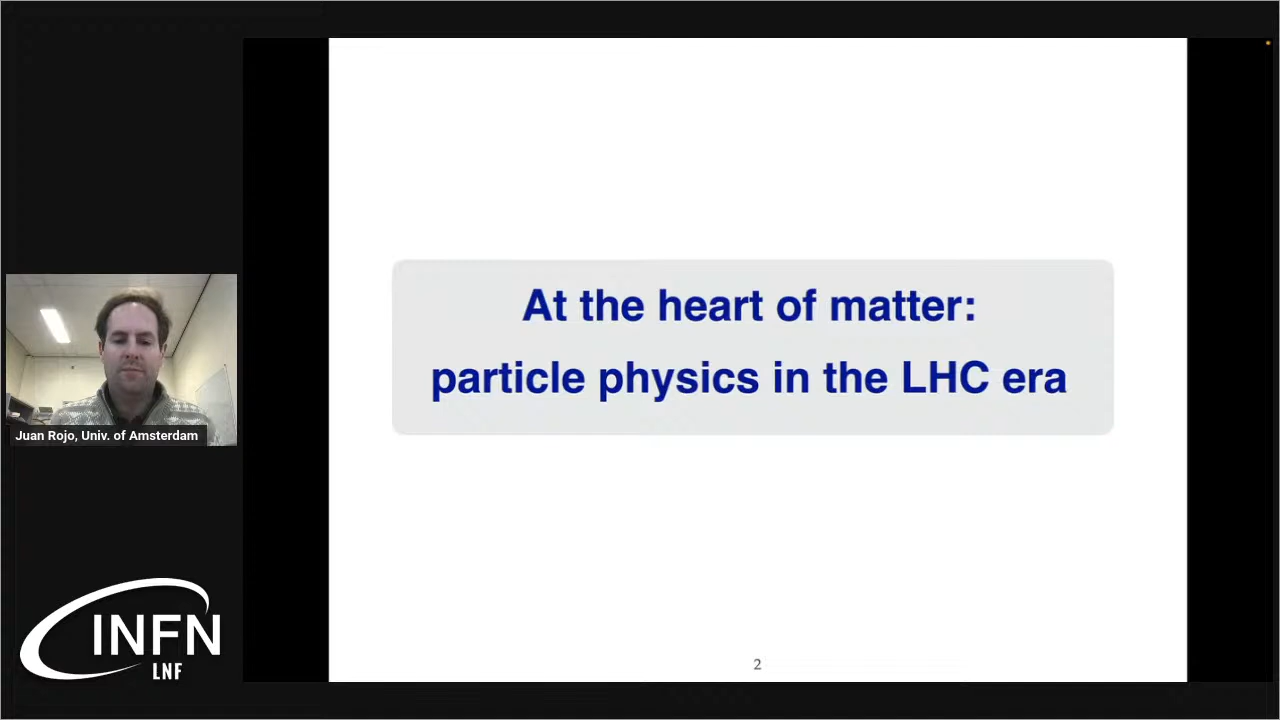 At the heart of matter:
particle physics in the LHC era
Juan Rojo, Univ. of Amsterdam
INFN
LNF
2